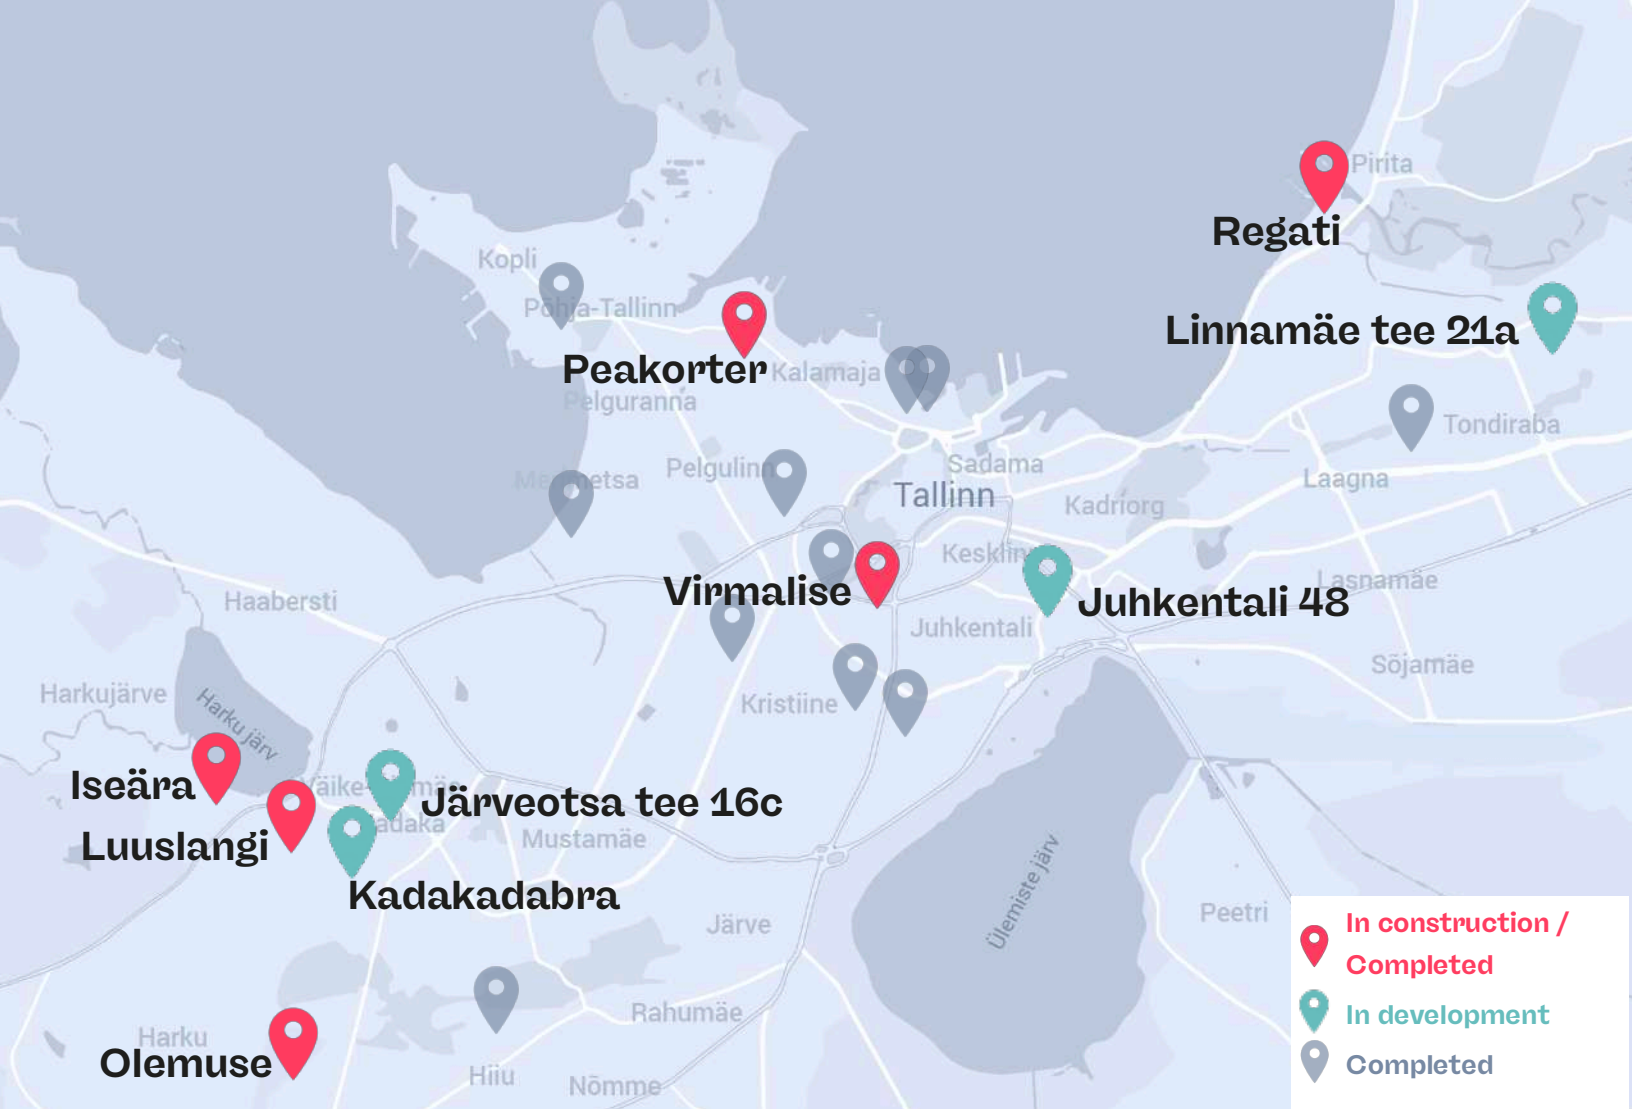 Pirita
Regati
Kopli
Põhja-Tallinn
Linnamäe tee 21a
Peakorter
Kalamaja
Pelguranna
Tondiraba
Sadama
Pelgulinn
Laagna
Tallinn
Kadriorg
Virmalise
Juhkentali 48
Lasnamäe
Haabersti
Juhkentali
Sõjamäe
Harkujärve
Harku järv
Kristiine
Iseära
Järveotsa tee 16c
Luuslangi
Mustamäe
Kadakadabra
Järve
Ülemiste järv
Peetri
Rahumäe
Harku
Olemuse
Hiiu
Nõmme
In construction /
Completed
In development
Completed